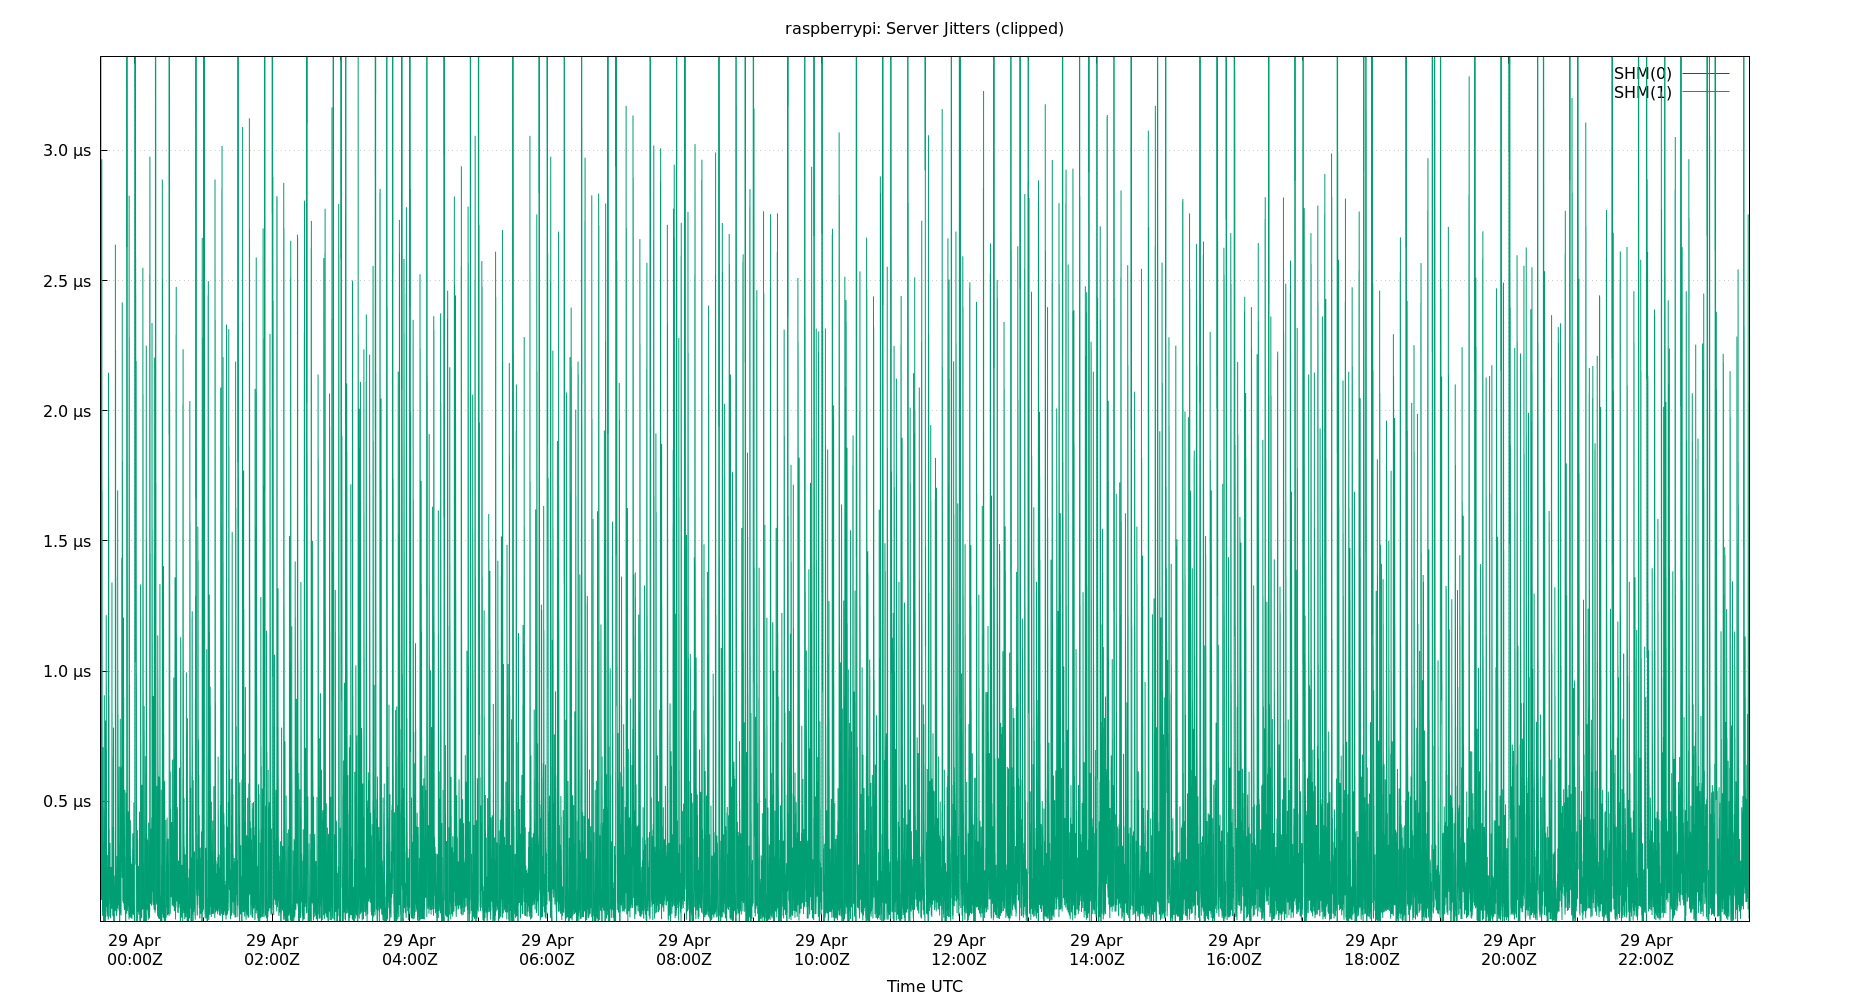 raspberrypi: Server Jitters (clipped)
SHM(0)
SHM(1)
3.0 µs
2.5 µs
2.0 µs
1.5 µs
1.0 µs
0.5 µs
29 Apr 29 Apr 29 Apr 29 Apr 29 Apr 29 Apr 29 Apr 29 Apr 29 Apr 29 Apr 29 Apr 29 Apr
00:00Z 02:00Z 04:00Z 06:00Z 08:00Z 10:00Z 12:00Z 14:00Z 16:00Z 18:00Z 20:00Z 22:00Z
Time UTC